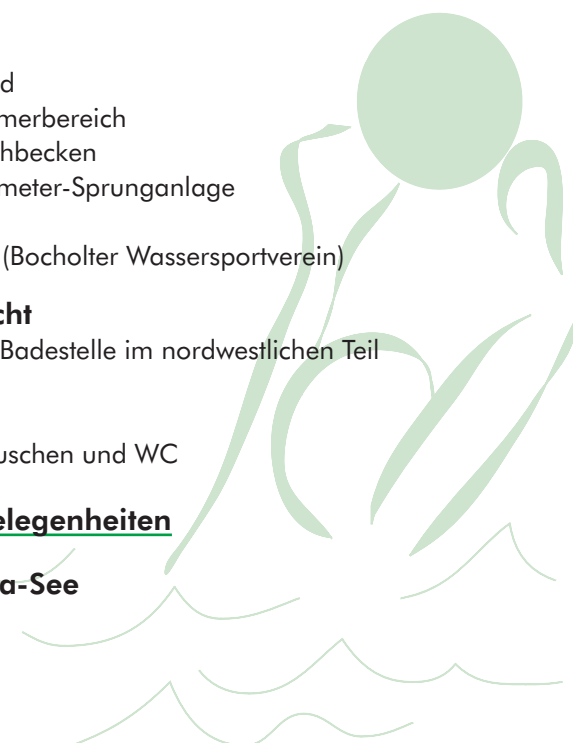 d
merbereich
hbecken
meter-Sprunganlage
(Bocholter Wassersportverein)
cht
Badestelle im nordwestlichen Teil
uschen und WC
elegenheiten
a-See